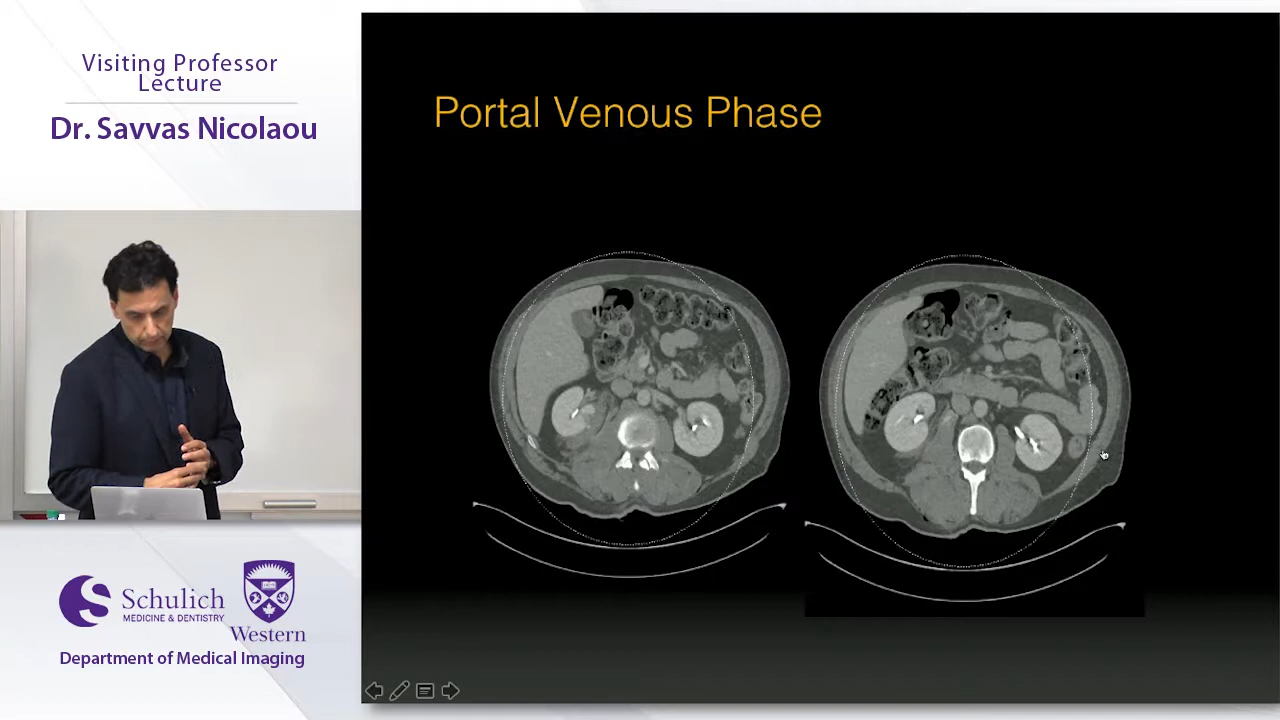 Visiting Professor
Lecture
Dr. Savvas Nicolaou
Portal Venous Phase
Schulich
MEDICINE & DENTISTRY
Western
Department of Medical Imaging